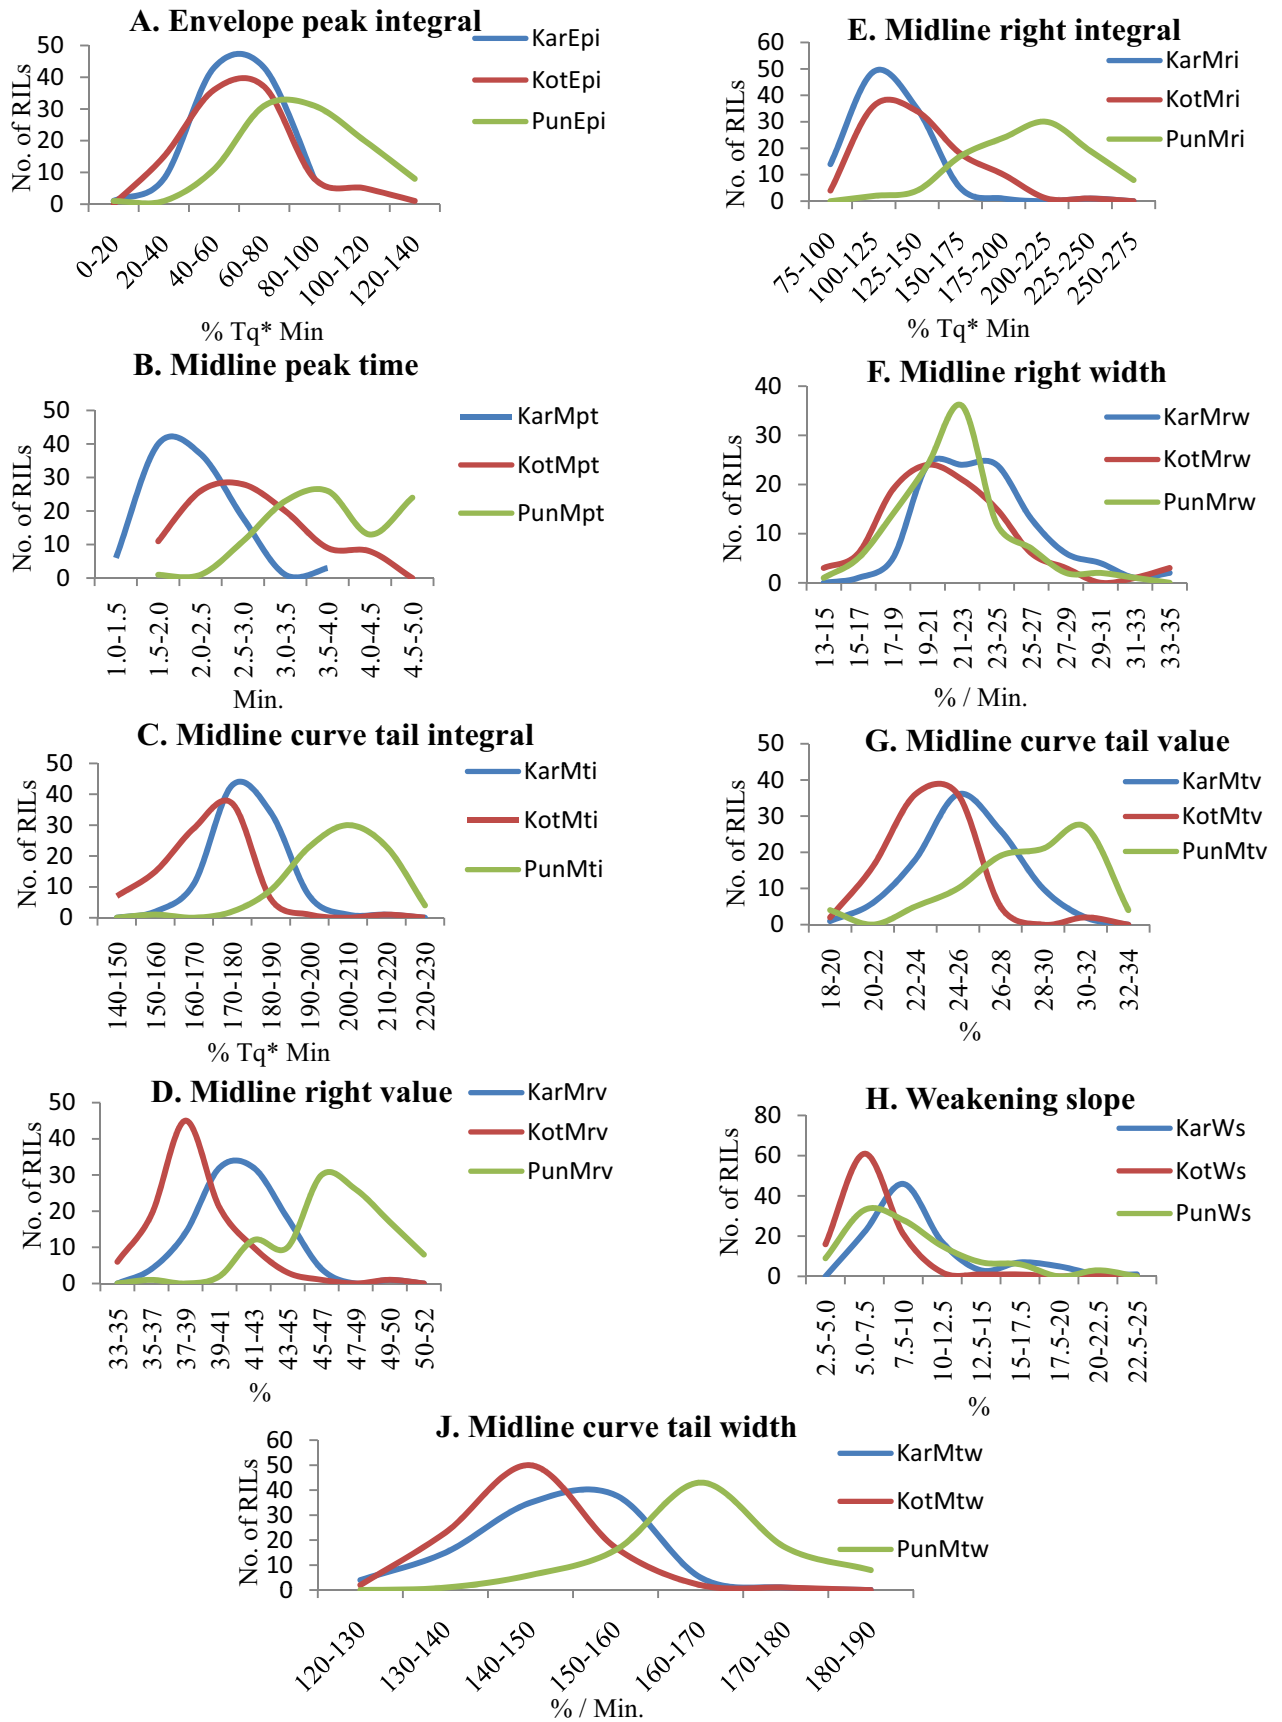 A. Envelope peak integral
No. of RILs
50
40
30
20
10
0
0-20
20-40
40-60
60-80
80-100
100-120
120-140
% Tq* Min
KarEpi
KotEpi
PunEpi
B. Midline peak time
No. of RILs
50
40
30
20
10
0
1.0-1.5
1.5-2.0
2.0-2.5
2.5-3.0
3.0-3.5
3.5-4.0
4.0-4.5
4.5-5.0
Min.
KarMpt
KotMpt
PunMpt
C. Midline curve tail integral
No. of RILs
50
40
30
20
10
0
140-150
150-160
160-170
170-180
180-190
190-200
200-210
210-220
220-230
% Tq* Min
KarMti
KotMti
PunMti
D. Midline right value
No. of RILs
50
40
30
20
10
0
33-35
35-37
37-39
39-41
41-43
43-45
45-47
47-49
49-50
50-52
%
KarMrv
KotMrv
PunMrv
E. Midline right integral
No. of RILs
60
50
40
30
20
10
0
75-100
100-125
125-150
150-175
175-200
200-225
225-250
250-275
% Tq* Min
KarMri
KotMri
PunMri
F. Midline right width
No. of RILs
40
30
20
10
0
13-15
15-17
17-19
19-21
21-23
23-25
25-27
27-29
29-31
31-33
33-35
% / Min.
KarMrw
KotMrw
PunMrw
G. Midline curve tail value
No. of RILs
50
40
30
20
10
0
18-20
20-22
22-24
24-26
26-28
28-30
30-32
32-34
%
KarMtv
KotMtv
PunMtv
H. Weakening slope
No. of RILs
80
60
40
20
0
2.5-5.0
5.0-7.5
7.5-10
10-12.5
12.5-15
15-17.5
17.5-20
20-22.5
22.5-25
%
KarWs
KotWs
PunWs
J. Midline curve tail width
No. of RILs
60
50
40
30
20
10
0
120-130
130-140
140-150
150-160
160-170
170-180
180-190
% / Min.
KarMtw
KotMtw
PunMtw